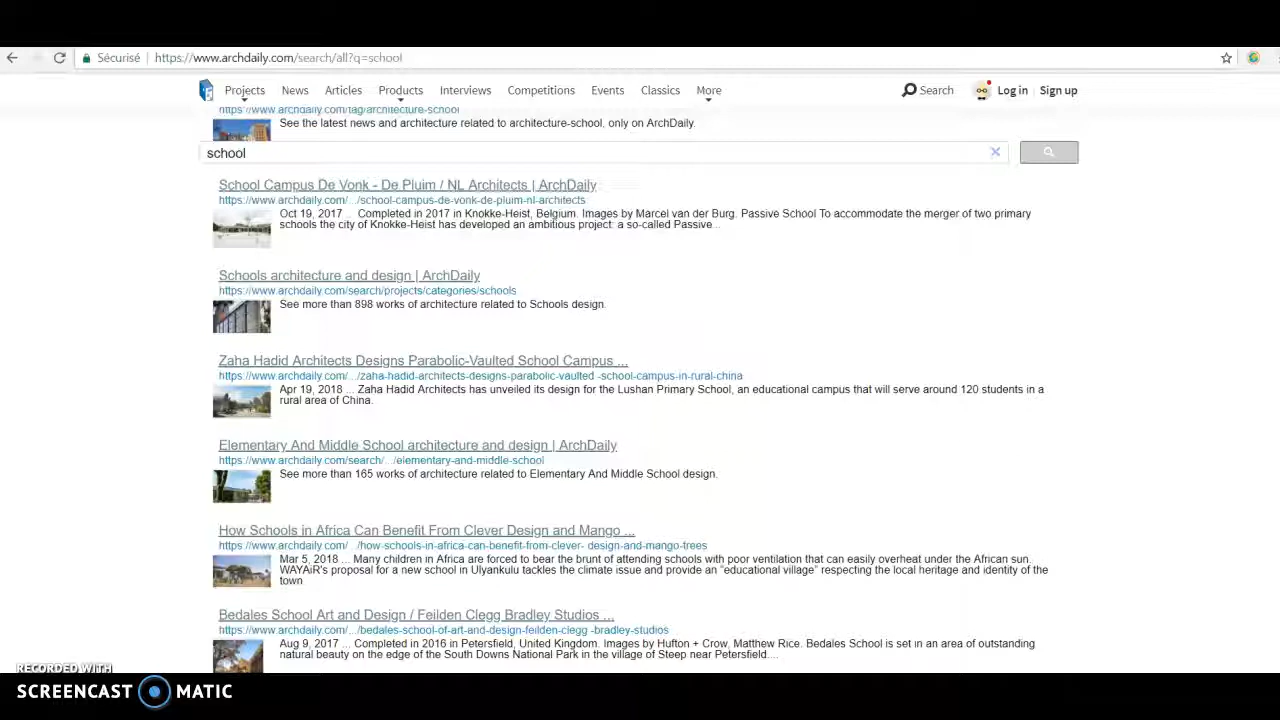 Sécurisé | https://www.archdaily.com/search/all?q=school
Projects News Articles Products Interviews Competitions Events Classics More Search Log in Sign up
https://www.archdaily.com/tag/architecture-school
See the latest news and architecture related to architecture-school, only on ArchDaily.
school
School Campus De Vonk - De Pluim / NL Architects | ArchDaily
https://www.archdaily.com/.../school-campus-de-vonk-de-pluim-nl-architects
Oct 19, 2017 ... Completed in 2017 in Knokke-Heist, Belgium. Images by Marcel van der Burg. Passive School To accommodate the merger of two primary
schools the city of Knokke-Heist has developed an ambitious project: a so-called Passive ...
Schools architecture and design | ArchDaily
https://www.archdaily.com/search/projects/categories/schools
See more than 898 works of architecture related to Schools design.
Zaha Hadid Architects Designs Parabolic-Vaulted School Campus ...
https://www.archdaily.com/.../zaha-hadid-architects-designs-parabolic-vaulted -school-campus-in-rural-china
Apr 19, 2018 ... Zaha Hadid Architects has unveiled its design for the Lushan Primary School, an educational campus that will serve around 120 students in a
rural area of China.
Elementary And Middle School architecture and design | ArchDaily
https://www.archdaily.com/search/.../elementary-and-middle-school
See more than 165 works of architecture related to Elementary And Middle School design.
How Schools in Africa Can Benefit From Clever Design and Mango ...
https://www.archdaily.com/.../how-schools-in-africa-can-benefit-from-clever- design-and-mango-trees
Mar 5, 2018 ... Many children in Africa are forced to bear the brunt of attending schools with poor ventilation that can easily overheat under the African sun.
WAYAiR's proposal for a new school in Ulyankulu tackles the climate issue and provide an "educational village" respecting the local heritage and identity of the
town
Bedales School Art and Design / Feilden Clegg Bradley Studios ...
https://www.archdaily.com/.../bedales-school-of-art-and-design-feilden-clegg -bradley-studios
Aug 9, 2017 ... Completed in 2016 in Petersfield, United Kingdom. Images by Hufton + Crow, Matthew Rice. Bedales School is set in an area of outstanding
natural beauty on the edge of the South Downs National Park in the village of Steep near Petersfield....
RECORDED WITH
SCREENCAST MATIC